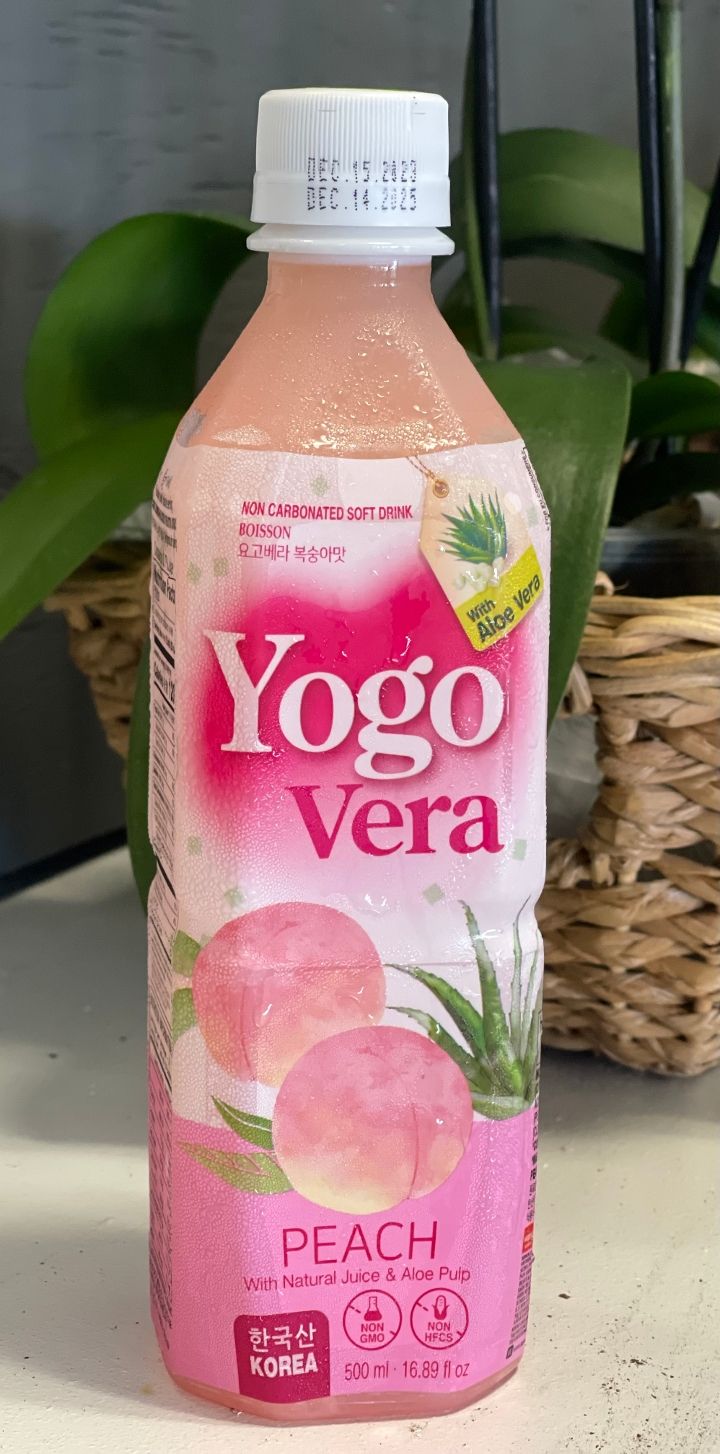 DEC.15.2023
DEC.14.2025
NON CARBONATED SOFT DRINK
BOISSON
요고베라 복숭아맛
With
Aloe Vera
Yogo
Vera
PEACH
With Natural Juice & Aloe Pulp
한국산
KOREA
NON
GMO
NON
HFCS
500 ml · 16.89 fl oz